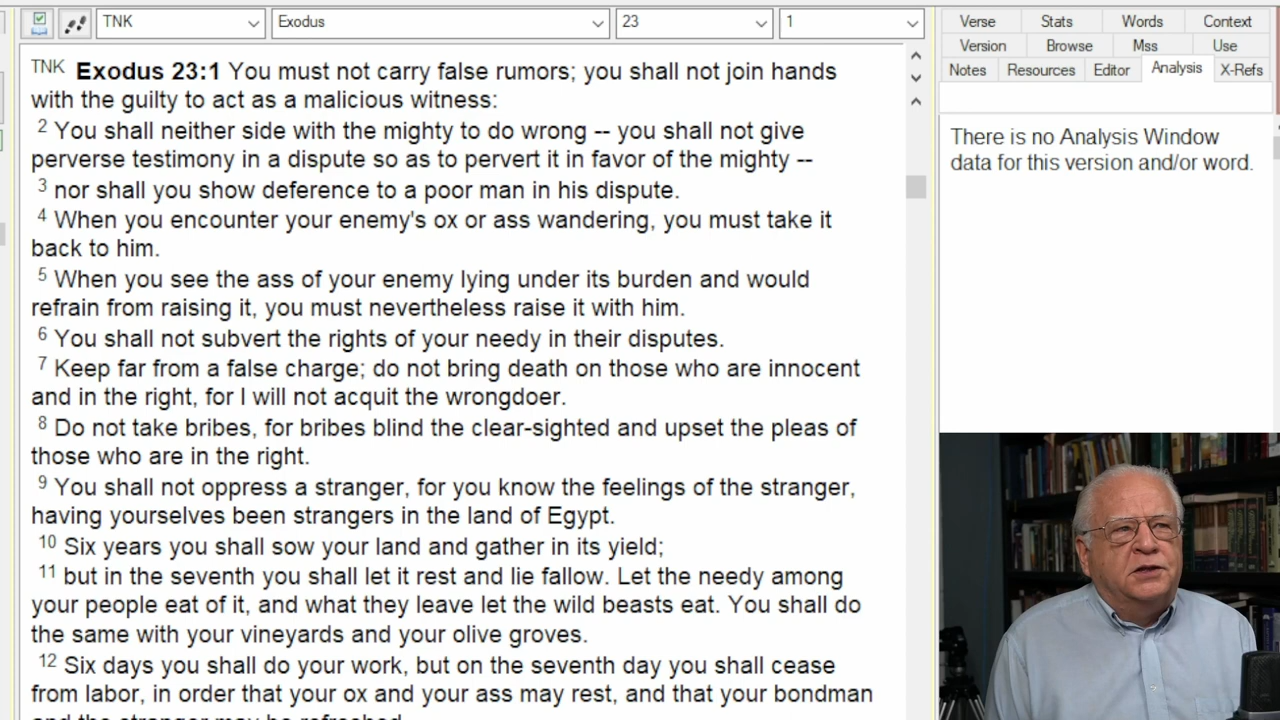 TNK
Exodus
23
1
TNK Exodus 23:1 You must not carry false rumors; you shall not join hands
with the guilty to act as a malicious witness:
2 You shall neither side with the mighty to do wrong -- you shall not give
perverse testimony in a dispute so as to pervert it in favor of the mighty --
3 nor shall you show deference to a poor man in his dispute.
4 When you encounter your enemy's ox or ass wandering, you must take it
back to him.
5 When you see the ass of your enemy lying under its burden and would
refrain from raising it, you must nevertheless raise it with him.
6 You shall not subvert the rights of your needy in their disputes.
7 Keep far from a false charge; do not bring death on those who are innocent
and in the right, for I will not acquit the wrongdoer.
8 Do not take bribes, for bribes blind the clear-sighted and upset the pleas of
those who are in the right.
9 You shall not oppress a stranger, for you know the feelings of the stranger,
having yourselves been strangers in the land of Egypt.
10 Six years you shall sow your land and gather in its yield;
11 but in the seventh you shall let it rest and lie fallow. Let the needy among
your people eat of it, and what they leave let the wild beasts eat. You shall do
the same with your vineyards and your olive groves.
12 Six days you shall do your work, but on the seventh day you shall cease
from labor, in order that your ox and your ass may rest, and that your bondman
and the stranger may be refreshed.
Verse Stats Words Context
Version Browse Mss Use
Notes Resources Editor Analysis X-Refs
There is no Analysis Window
data for this version and/or word.